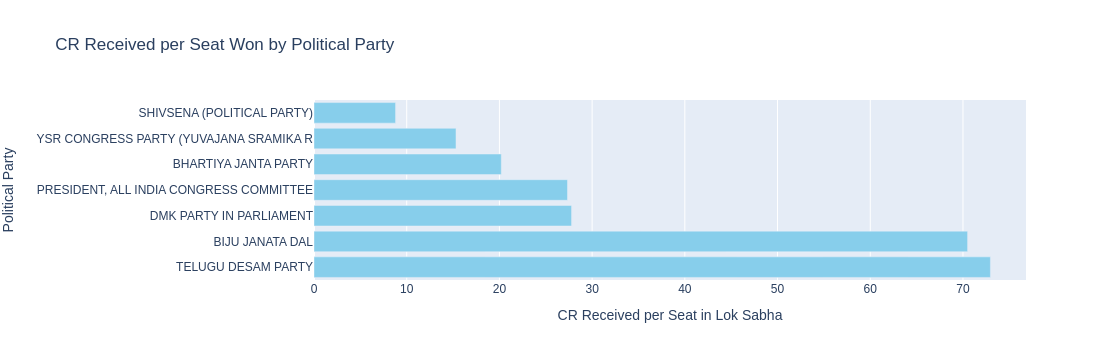 CR Received per Seat Won by Political Party
SHIVSENA (POLITICAL PARTY)
YSR CONGRESS PARTY (YUVAJANA SRAMIKA R
BHARTIYA JANTA PARTY
PRESIDENT, ALL INDIA CONGRESS COMMITTEE
DMK PARTY IN PARLIAMENT
BIJU JANATA DAL
TELUGU DESAM PARTY
Political Party
0 10 20 30 40 50 60 70
CR Received per Seat in Lok Sabha